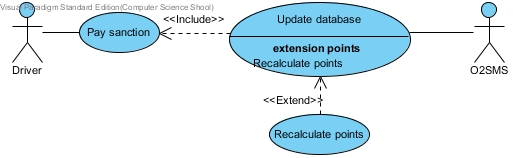 Visual Paradigm Standard Edition(Computer Science Shool)
<<Include>>
Update database
Pay sanction
extension points
Recalculate points
Driver
O2SMS
<<Extend>>
Recalculate points